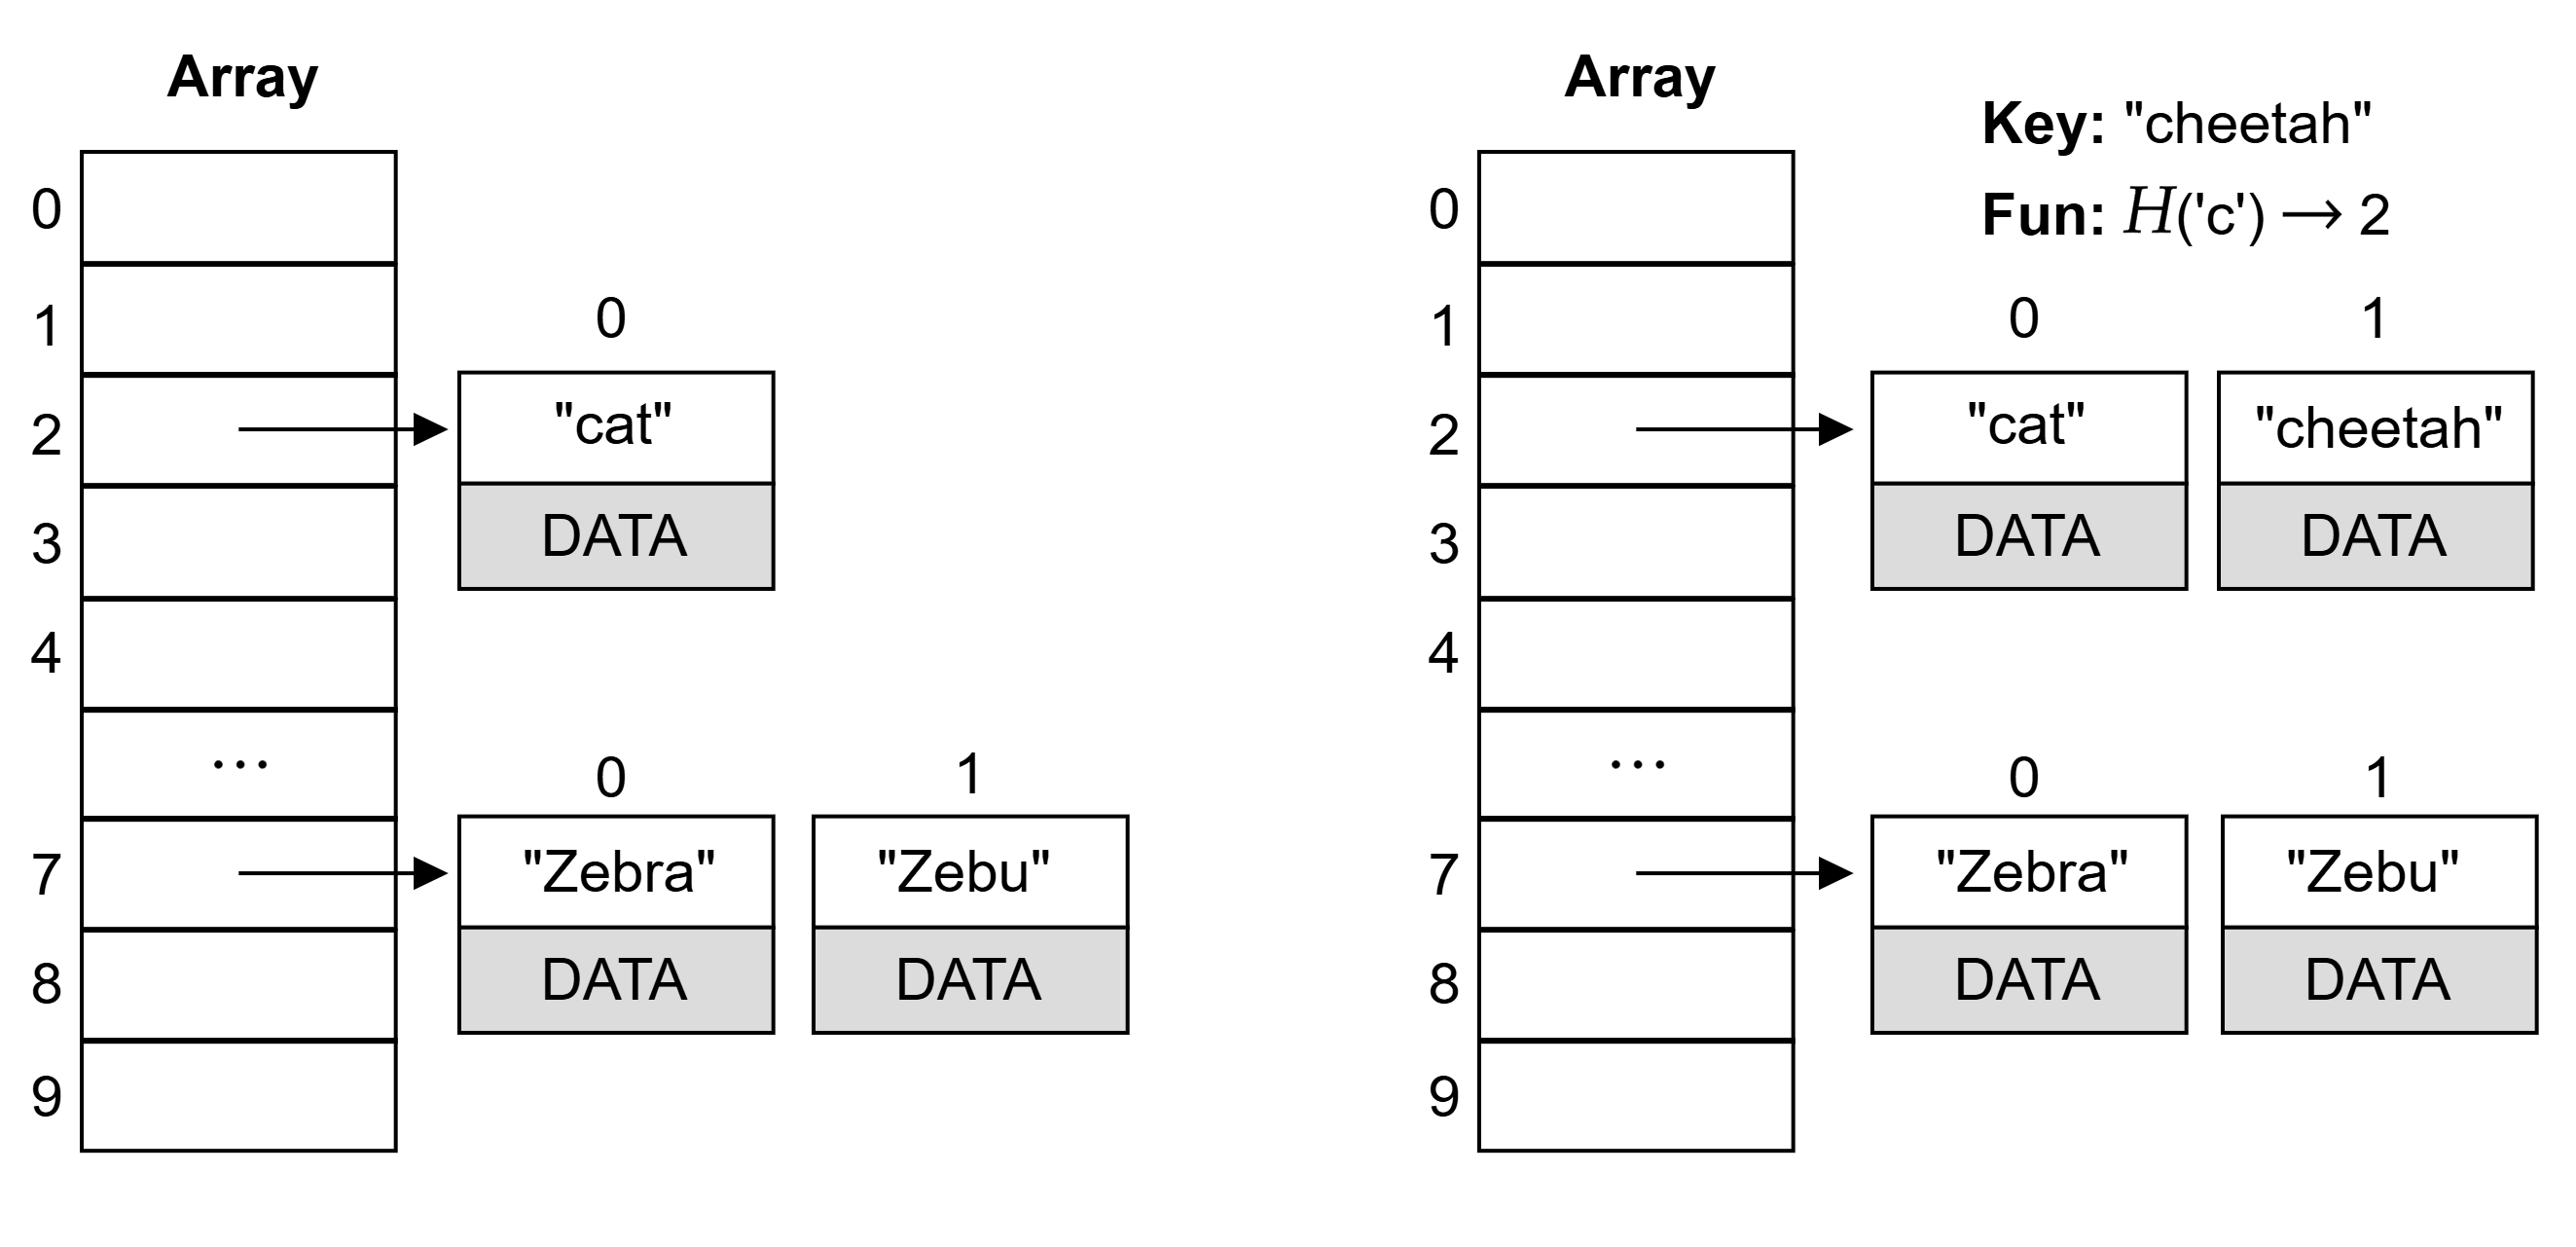 Array
0
1
2
3
4
...
7
8
9
0
"cat"
DATA
0 1
"Zebra" "Zebu"
DATA DATA
Array
0
1
2
3
4
...
7
8
9
Key: "cheetah"
Fun: H('c') → 2
0 1
"cat" "cheetah"
DATA DATA
0 1
"Zebra" "Zebu"
DATA DATA